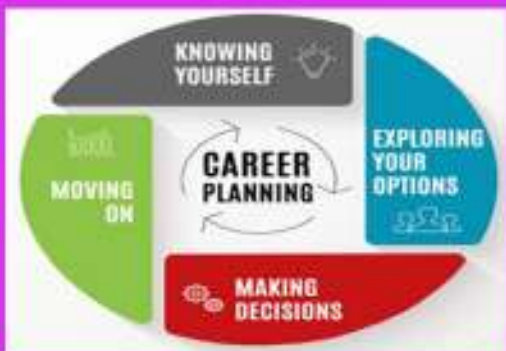 KNOWING
YOURSELF
EXPLORING
YOUR
OPTIONS
MAKING
DECISIONS
MOVING
ON
CAREER
PLANNING